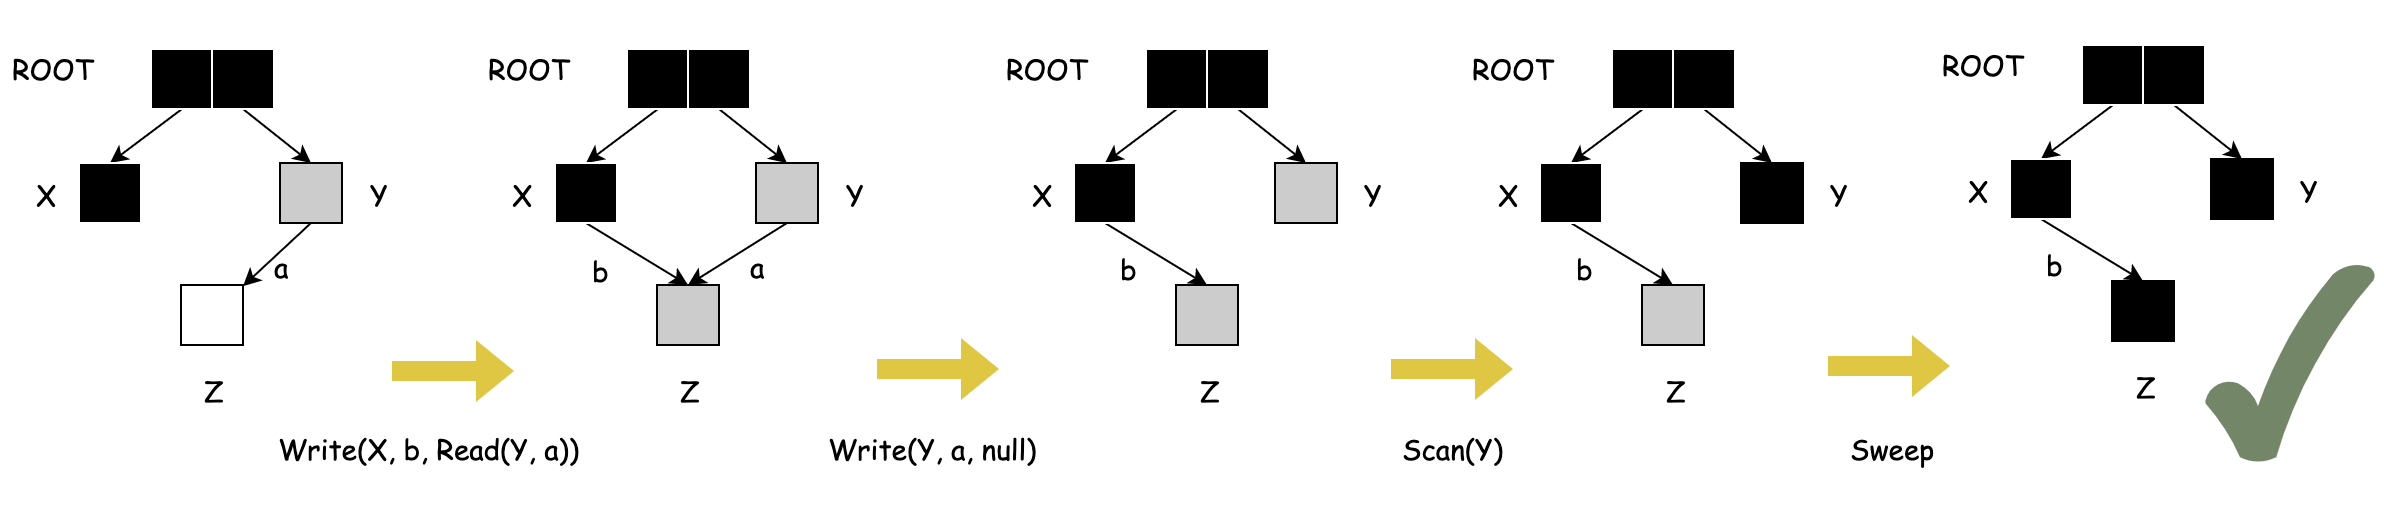 ROOT
X
Y
a
Z
Write(X, b, Read(Y, a))
ROOT
X
Y
b
a
Z
Write(Y, a, null)
ROOT
X
Y
b
Z
Scan(Y)
ROOT
X
Y
b
Z
Sweep
ROOT
X
Y
b
Z